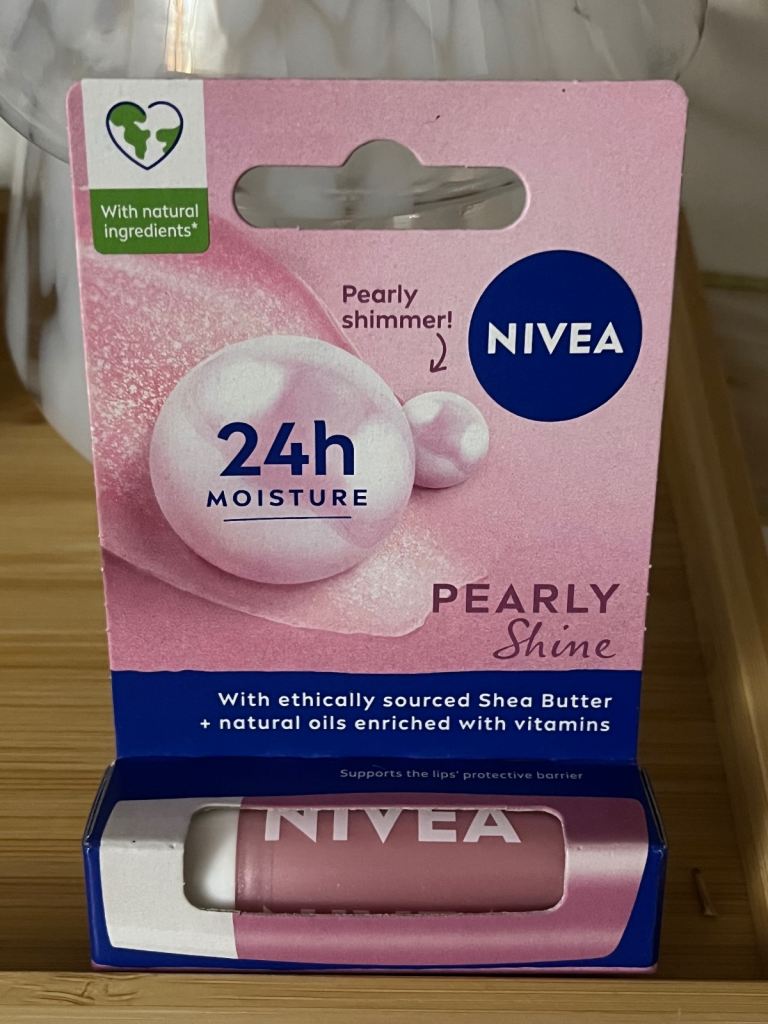 With natural
ingredients*
Pearly
shimmer!
NIVEA
24h
MOISTURE
PEARLY
Shine
With ethically sourced Shea Butter
+ natural oils enriched with vitamins
Supports the lips' protective barrier
NIVEA